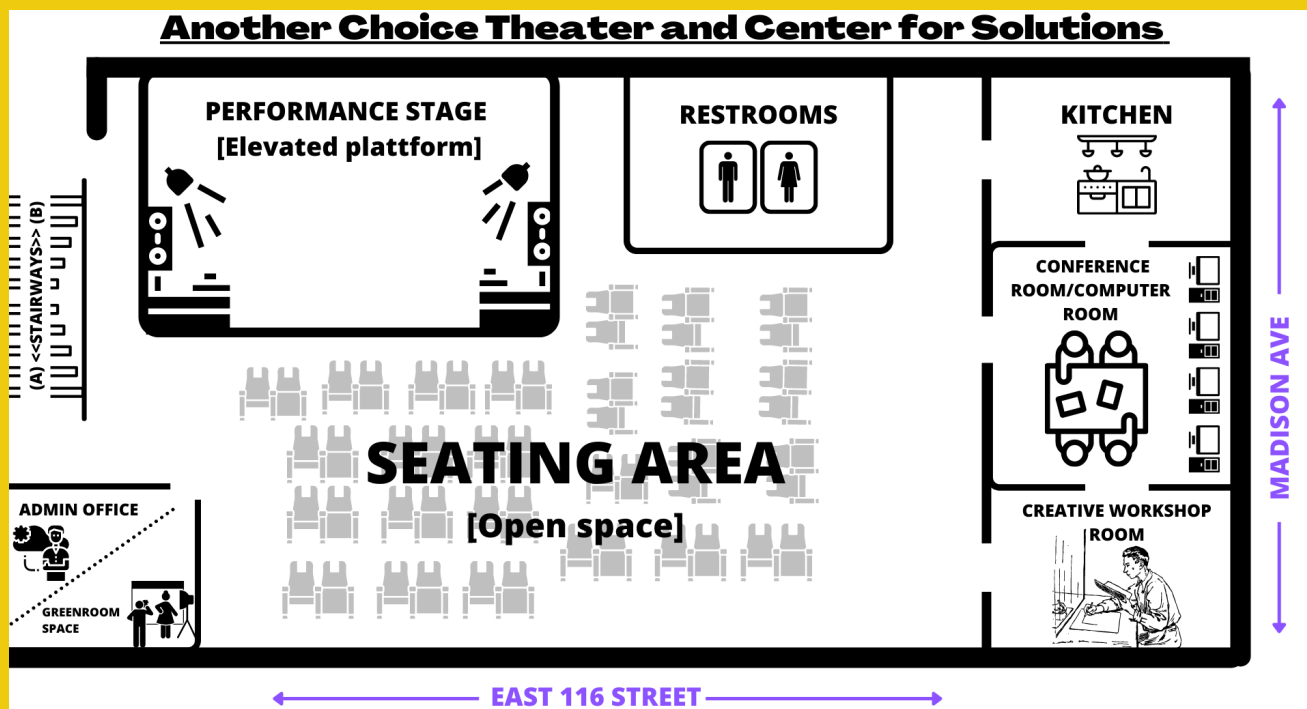 Another Choice Theater and Center for Solutions
PERFORMANCE STAGE
[Elevated plattform]
RESTROOMS
KITCHEN
(A) <<STAIRWAYS>> (B)
CONFERENCE
ROOM/COMPUTER
ROOM
MADISON AVE
SEATING AREA
[Open space]
ADMIN OFFICE
GREENROOM
SPACE
CREATIVE WORKSHOP
ROOM
EAST 116 STREET